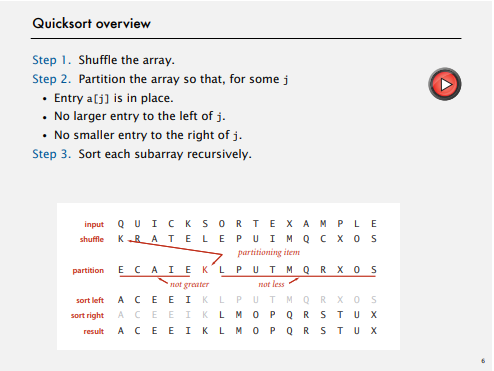 Quicksort overview
Step 1. Shuffle the array.
Step 2. Partition the array so that, for some j
• Entry a[j] is in place.
• No larger entry to the left of j.
• No smaller entry to the right of j.
Step 3. Sort each subarray recursively.
input Q U I C K S O R T E X A M P L E
shuffle K R A T E L E P U I M Q C X O S
partitioning item
partition E C A I E K L P U T M Q R X O S
not greater not less
sort left A C E E I K L P U T M Q R X O S
sort right A C E E I K L M O P Q R S T U X
result A C E E I K L M O P Q R S T U X
6